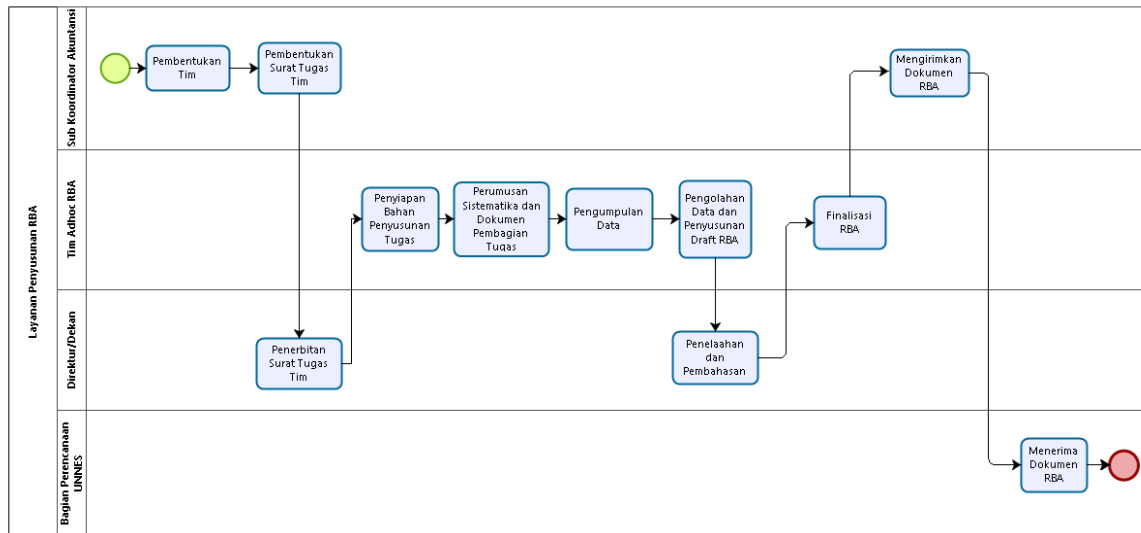 Layanan Penyusunan RBA
Sub Koordinator Akuntansi
Pembentukan
Tim
Pembentukan
Surat Tugas
Tim
Mengirimkan
Dokumen
RBA
Tim Adhoc RBA
Penyiapan
Bahan
Penyusunan
Tugas
Perumusan
Sistematika dan
Dokumen
Pembagian
Tugas
Pengumpulan
Data
Pengolahan
Data dan
Penyusunan
Draft RBA
Finalisasi
RBA
Direktur/Dekan
Penerbitan
Surat Tugas
Tim
Penelaahan
dan
Pembahasan
Bagian Perencanaan
UNNES
Menerima
Dokumen
RBA